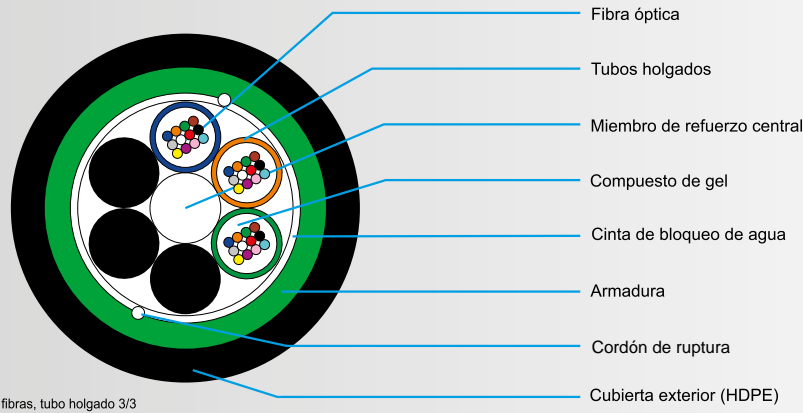 Fibra óptica
Tubos holgados
Miembro de refuerzo central
Compuesto de gel
Cinta de bloqueo de agua
Armadura
Cordón de ruptura
Cubierta exterior (HDPE)
fibras, tubo holgado 3/3